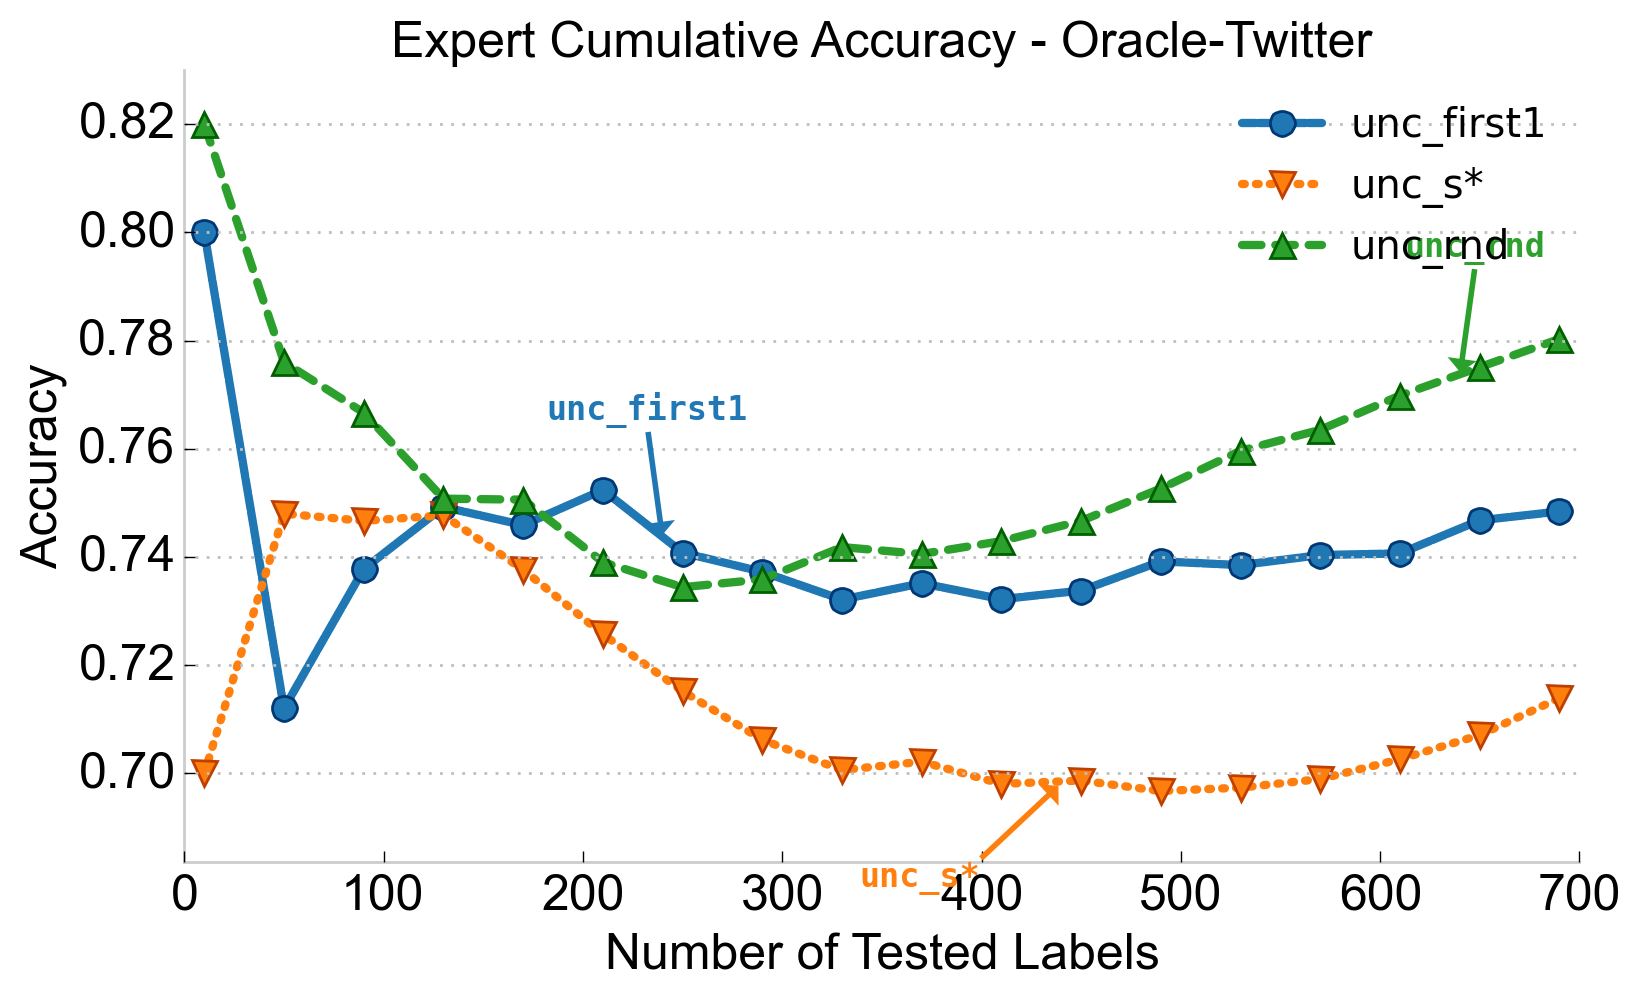 Expert Cumulative Accuracy - Oracle-Twitter
Accuracy
0.82
0.80
0.78
0.76
0.74
0.72
0.70
unc_first1
unc_s*
unc_rnd
unc_rnd
unc_first1
unc_s*
0 100 200 300 400 500 600 700
Number of Tested Labels